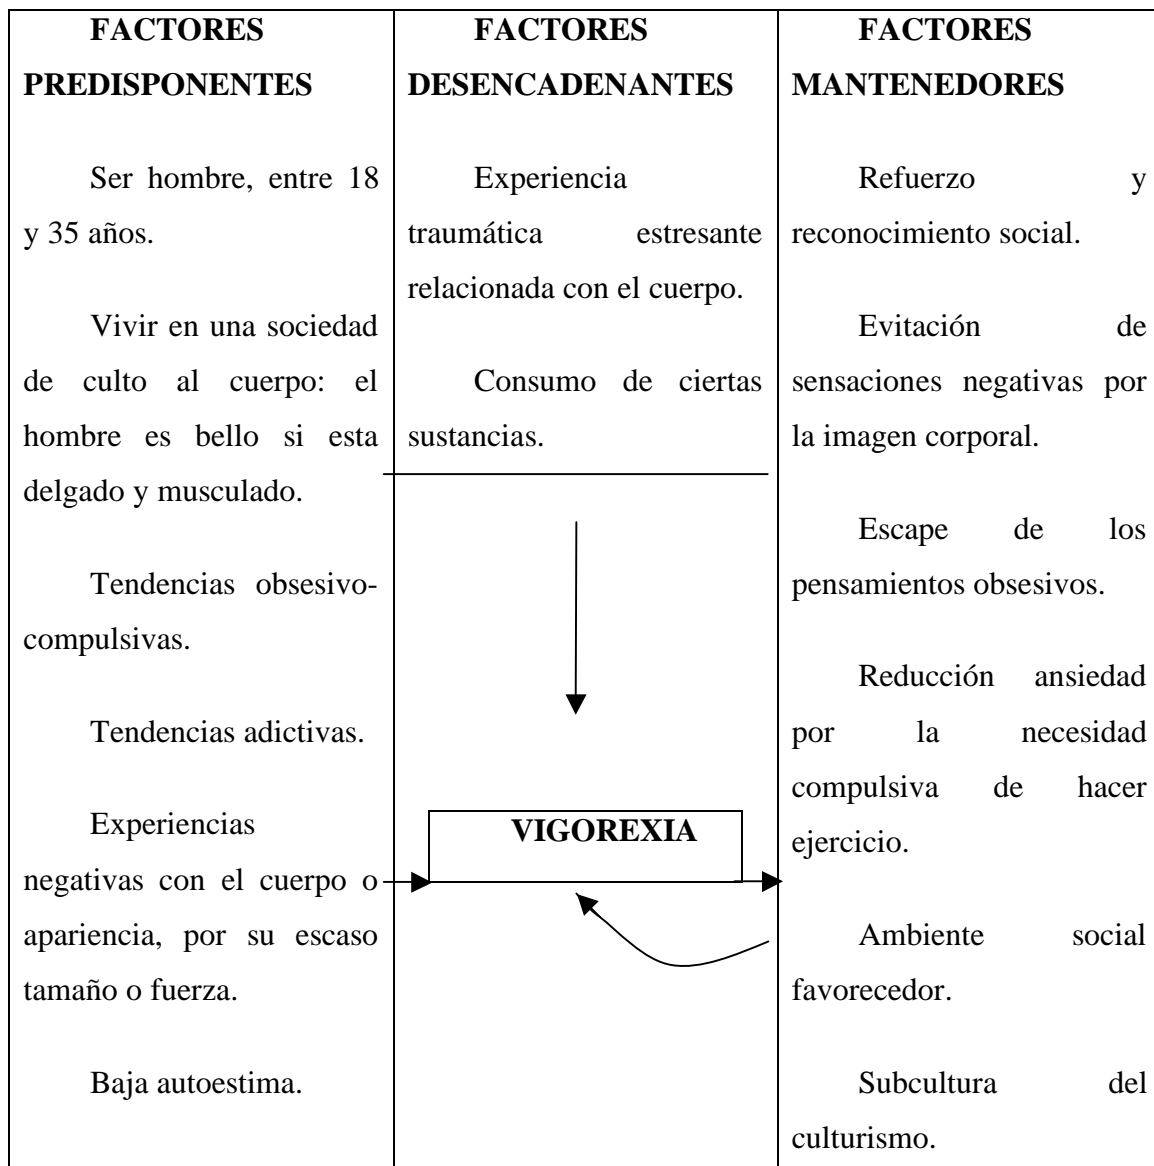 FACTORES
PREDISPONENTES
Ser hombre, entre 18
y 35 años.
Vivir en una sociedad
de culto al cuerpo: el
hombre es bello si esta
delgado y musculado.
Tendencias obsesivo-
compulsivas.
Tendencias adictivas.
Experiencias
negativas con el cuerpo o
apariencia, por su escaso
tamaño o fuerza.
Baja autoestima.
FACTORES
DESENCADENANTES
Experiencia
traumática estresante
relacionada con el cuerpo.
Consumo de ciertas
sustancias.
VIGOREXIA
FACTORES
MANTENEDORES
Refuerzo y
reconocimiento social.
Evitación de
sensaciones negativas por
la imagen corporal.
Escape de los
pensamientos obsesivos.
Reducción ansiedad
por la necesidad
compulsiva de hacer
ejercicio.
Ambiente social
favorecedor.
Subcultura del
culturismo.